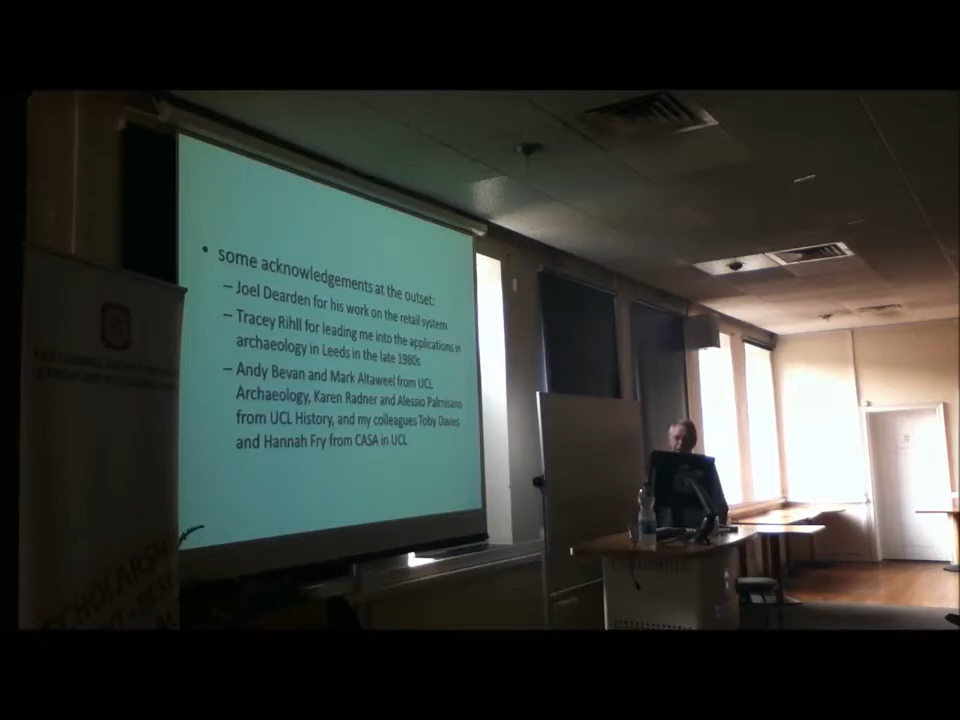 • some acknowledgements at the outset:
– Joel Dearden for his work on the retail system
– Tracey Rihll for leading me into the applications in
archaeology in Leeds in the late 1980s
– Andy Bevan and Mark Altaweel from UCL
Archaeology, Karen Radner and Alessio Palmisano
from UCL History, and my colleagues Toby Davies
and Hannah Fry from CASA in UCL
SCHOLARSH